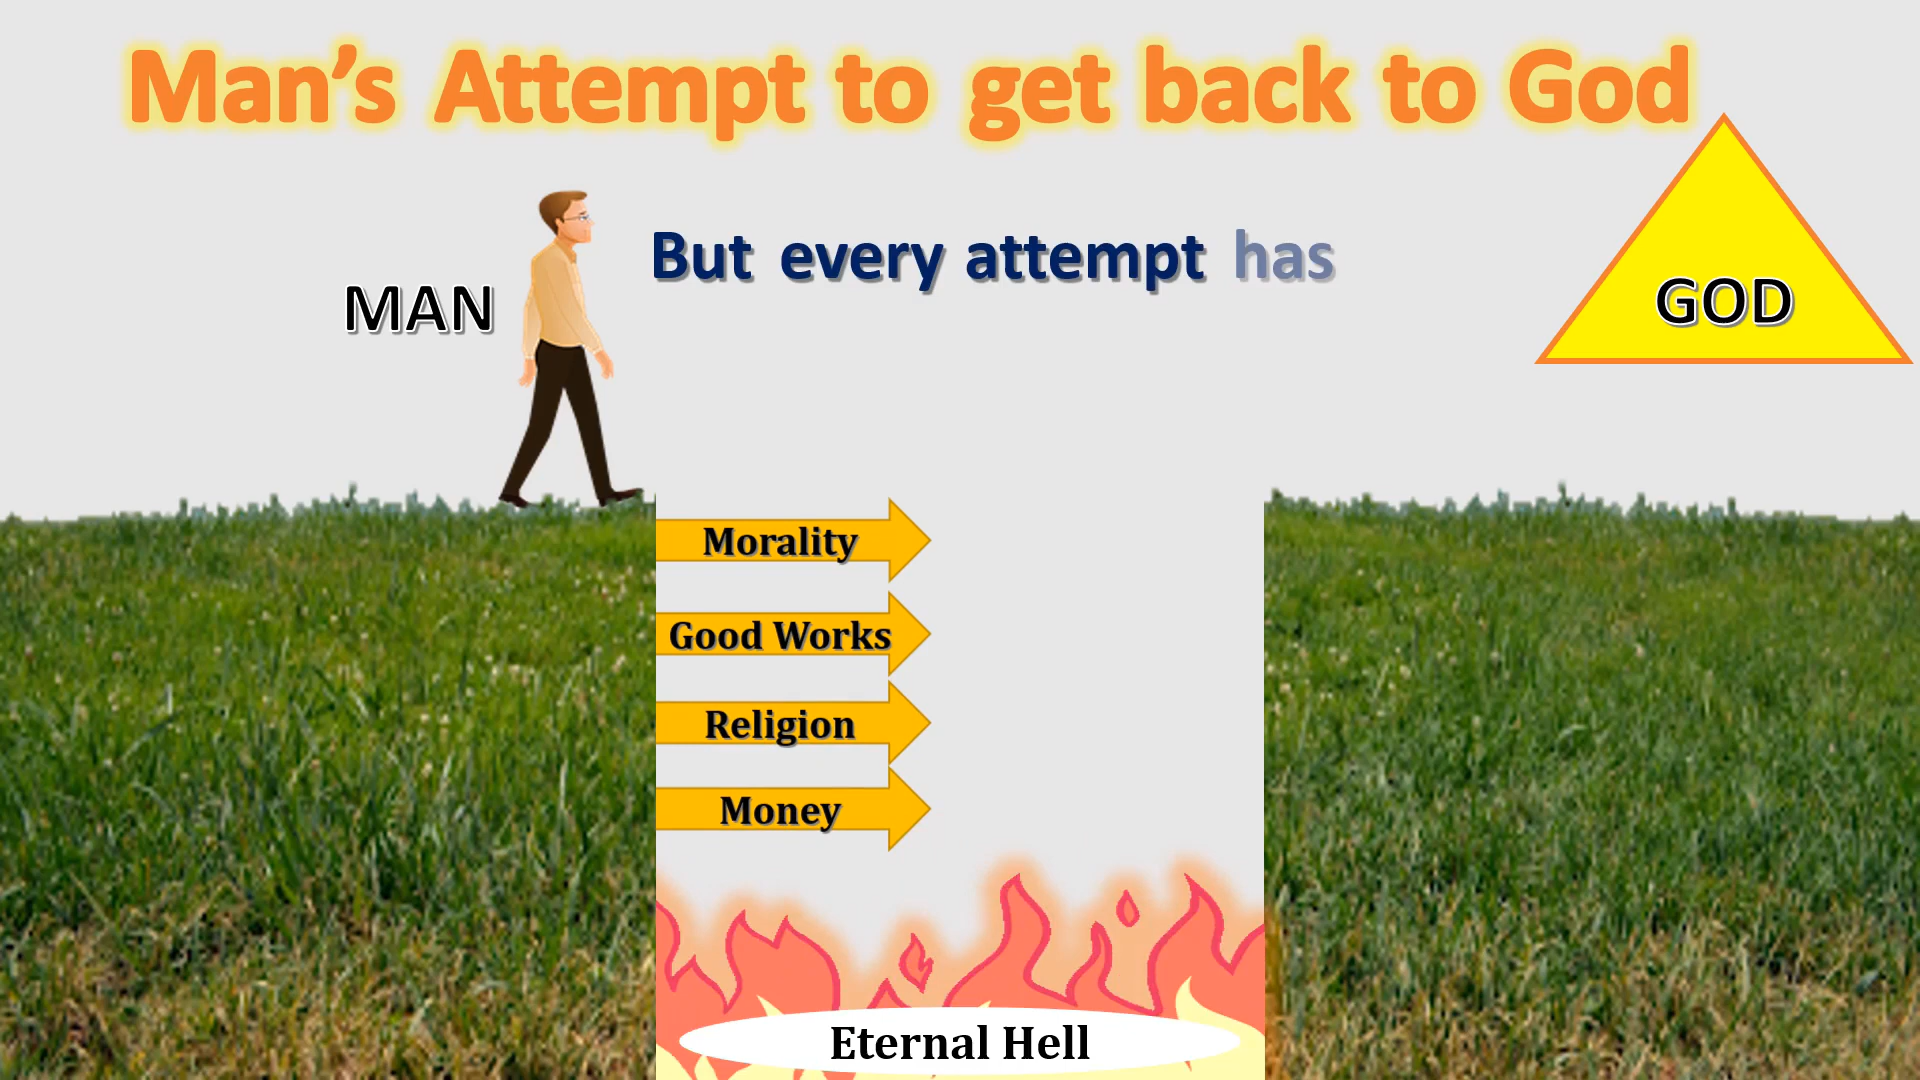 Man’s Attempt to get back to God
But every attempt has
MAN
GOD
Morality
Good Works
Religion
Money
Eternal Hell